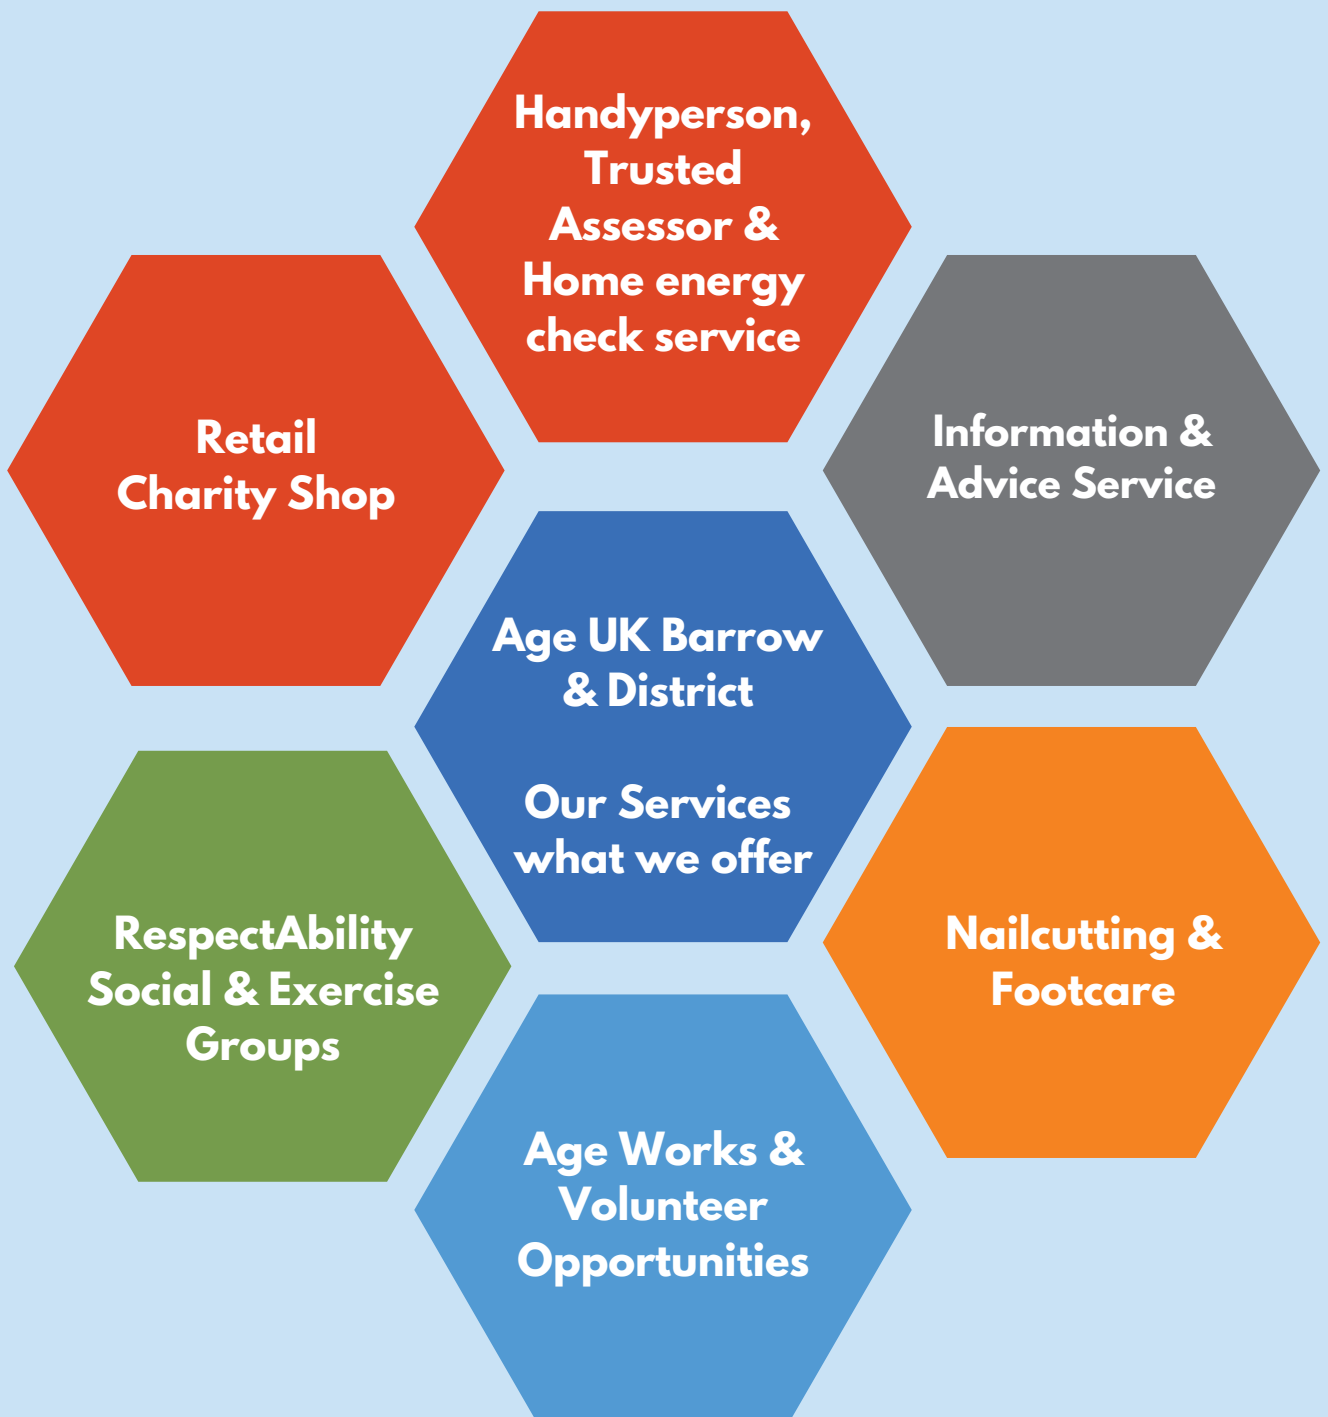 Handyperson,
Trusted
Assessor &
Home energy
check service
Retail
Charity Shop
Information &
Advice Service
Age UK Barrow
& District
Our Services
what we offer
RespectAbility
Social & Exercise
Groups
Nailcutting &
Footcare
Age Works &
Volunteer
Opportunities